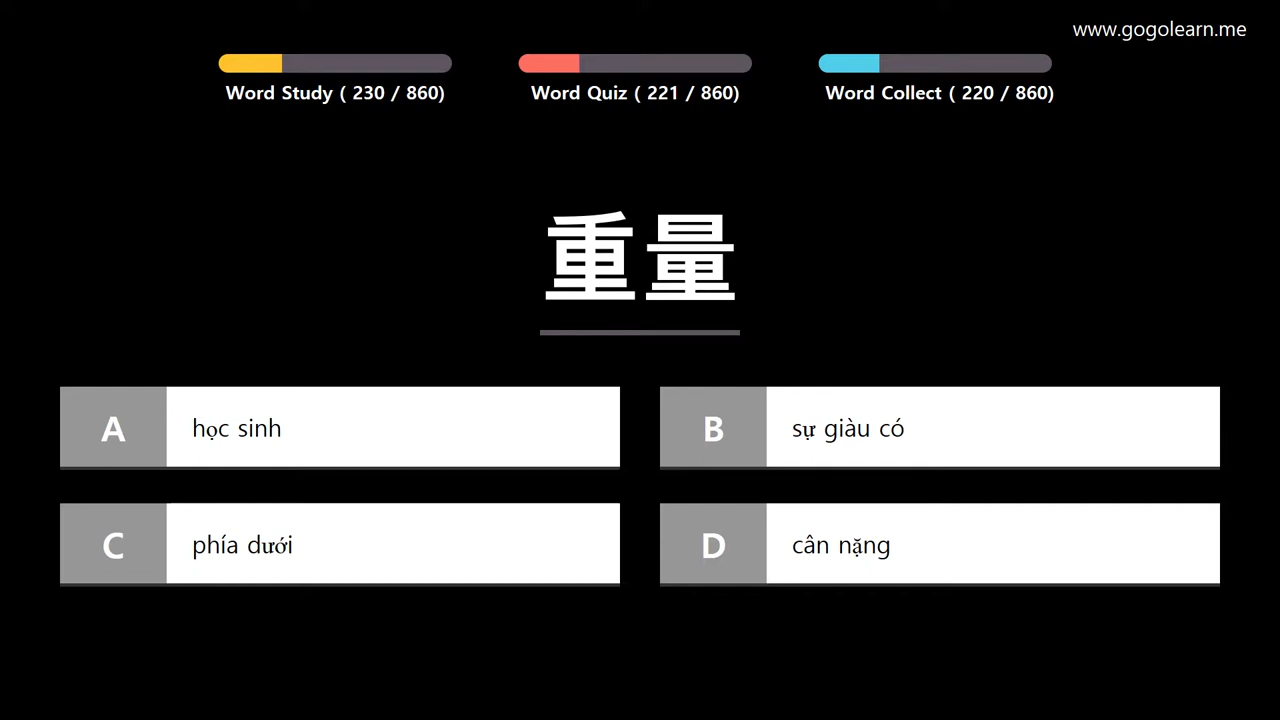 www.gogolearn.me
Word Study ( 230 / 860)
Word Quiz ( 221 / 860)
Word Collect ( 220 / 860)
重量
A học sinh
B sự giàu có
C phía dưới
D cân nặng